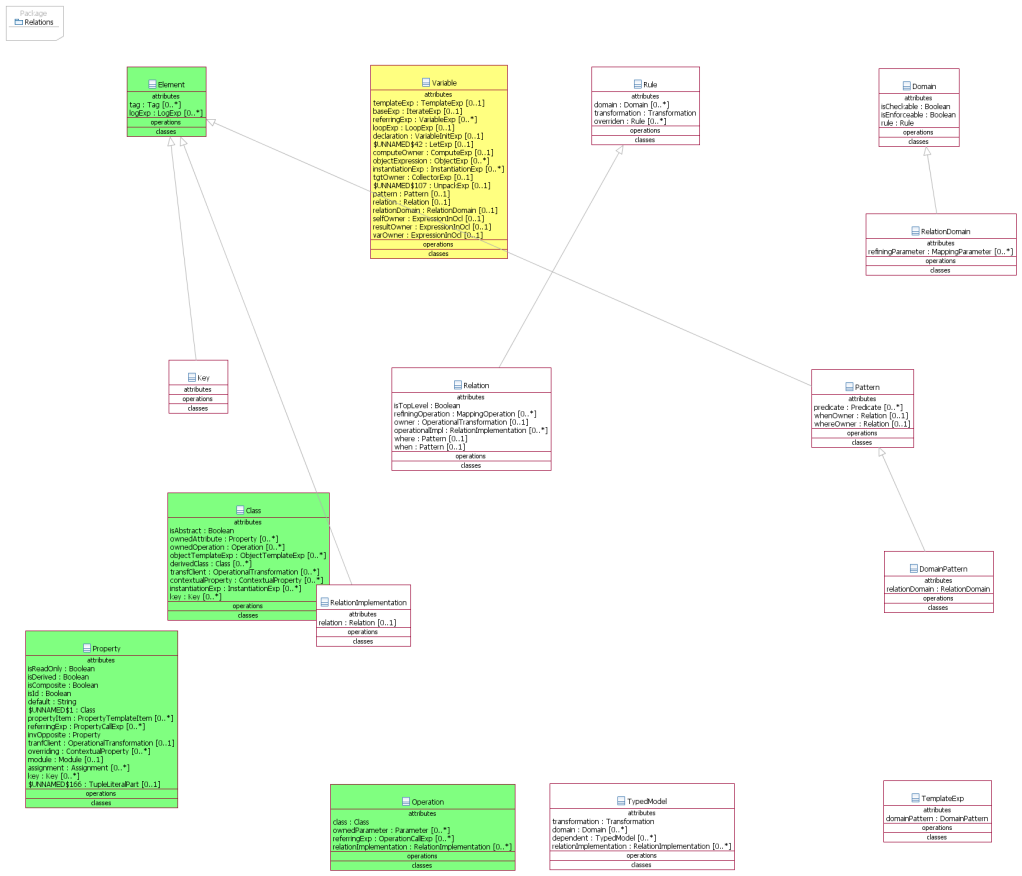 Package
Relations
Element
attributes
tag : Tag [0..*]
logExp : LogExp [0..*]
operations
classes
Variable
attributes
templateExp : TemplateExp [0..1]
baseExp : IterateExp [0..1]
referringExp : VariableExp [0..*]
loopExp : LoopExp [0..1]
declaration : VariableInitExp [0..1]
$UNNAMED$42 : LetExp [0..1]
computeOwner : ComputeExp [0..1]
objectExpression : ObjectExp [0..*]
instantiationExp : InstantiationExp [0..*]
tgtOwner : CollectorExp [0..1]
$UNNAMED$107 : UnpackExp [0..1]
pattern : Pattern [0..1]
relation : Relation [0..1]
relationDomain : RelationDomain [0..1]
selfOwner : ExpressionInOcl [0..1]
resultOwner : ExpressionInOcl [0..1]
varOwner : ExpressionInOcl [0..1]
operations
classes
Rule
attributes
domain : Domain [0..*]
transformation : Transformation
overriden : Rule [0..*]
operations
classes
Domain
attributes
isCheckable : Boolean
isEnforceable : Boolean
rule : Rule
operations
classes
RelationDomain
attributes
refiningParameter : MappingParameter [0..*]
operations
classes
Key
attributes
operations
classes
Relation
attributes
isTopLevel : Boolean
refiningOperation : MappingOperation [0..*]
owner : OperationalTransformation [0..1]
operationalImpl : RelationImplementation [0..*]
where : Pattern [0..1]
when : Pattern [0..1]
operations
classes
Pattern
attributes
predicate : Predicate [0..*]
whenOwner : Relation [0..1]
whereOwner : Relation [0..1]
operations
classes
Class
attributes
isAbstract : Boolean
ownedAttribute : Property [0..*]
ownedOperation : Operation [0..*]
objectTemplateExp : ObjectTemplateExp [0..*]
derivedClass : Class [0..*]
transfClient : OperationalTransformation [0..*]
contextualProperty : ContextualProperty [0..*]
instantiationExp : InstantiationExp [0..*]
key : Key [0..*]
operations
classes
RelationImplementation
attributes
relation : Relation [0..1]
operations
classes
DomainPattern
attributes
relationDomain : RelationDomain
operations
classes
Property
attributes
isReadOnly : Boolean
isDerived : Boolean
isComposite : Boolean
isId : Boolean
default : String
$UNNAMED$1 : Class
propertyItem : PropertyTemplateItem [0..*]
referringExp : PropertyCallExp [0..*]
invOpposite : Property
tranfClient : OperationalTransformation [0..1]
overriding : ContextualProperty [0..*]
module : Module [0..1]
assignment : Assignment [0..*]
key : Key [0..*]
$UNNAMED$166 : TupleLiteralPart [0..1]
operations
classes
Operation
attributes
class : Class
ownedParameter : Parameter [0..*]
referringExp : OperationCallExp [0..*]
relationImplementation : RelationImplementation [0..*]
operations
classes
TypedModel
attributes
transformation : Transformation
domain : Domain [0..*]
dependent : TypedModel [0..*]
relationImplementation : RelationImplementation [0..*]
operations
classes
TemplateExp
attributes
domainPattern : DomainPattern
operations
classes